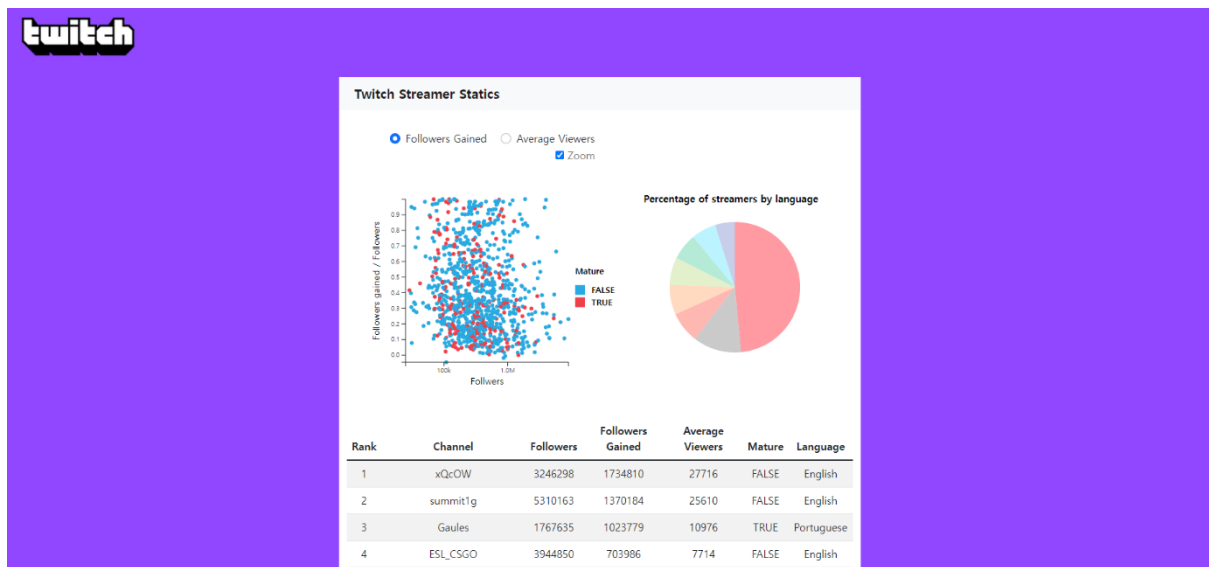 twitch
Twitch Streamer Statics
Followers Gained Average Viewers
Zoom
Percentage of streamers by language
Followers gained / Followers
0.9
0.8
0.7
0.6
0.5
0.4
0.3
0.2
0.1
0.0
100k 1.0M
Follwers
Mature
FALSE
TRUE
Rank Channel Followers Followers Gained Average Viewers Mature Language
1 xQcOW 3246298 1734810 27716 FALSE English
2 summit1g 5310163 1370184 25610 FALSE English
3 Gaules 1767635 1023779 10976 TRUE Portuguese
4 ESL_CSGO 3944850 703986 7714 FALSE English